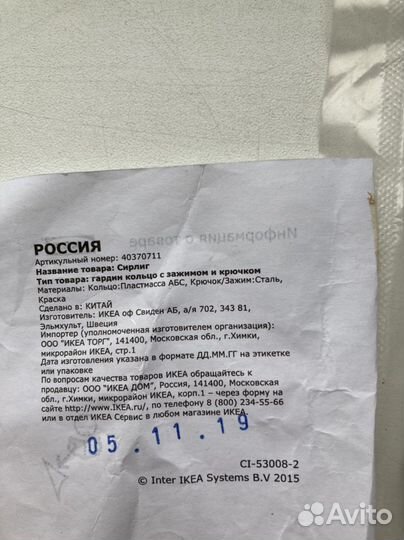 Информация о товаре
РОССИЯ
Артикульный номер: 40370711
Название товара: Сирлиг
Тип товара: гардин кольцо с зажимом и крючком
Материалы: Кольцо:Пластмасса АБС, Крючок/Зажим:Сталь,
Краска
Сделано в: КИТАЙ
Изготовитель: ИКЕА оф Свиден АБ, а/я 702, 343 81,
Эльмхульт, Швеция
Импортер (уполномоченная изготовителем организация):
ООО "ИКЕА ТОРГ", 141400, Московская обл., г.Химки,
микрорайон ИКЕА, стр.1
Дата изготовления указана в формате ДД.ММ.ГГ на этикетке
или упаковке
По вопросам качества товаров ИКЕА обращайтесь к
продавцу: ООО "ИКЕА ДОМ", Россия, 141400, Московская
обл., г.Химки, микрорайон ИКЕА, корп.1 – через форму на
сайте http://www.IKEA.ru/, по телефону 8 (800) 234-55-66
или в отдел ИКЕА Сервис в любом магазине ИКЕА.
05.11.19
CI-53008-2
© Inter IKEA Systems B.V 2015
Avito